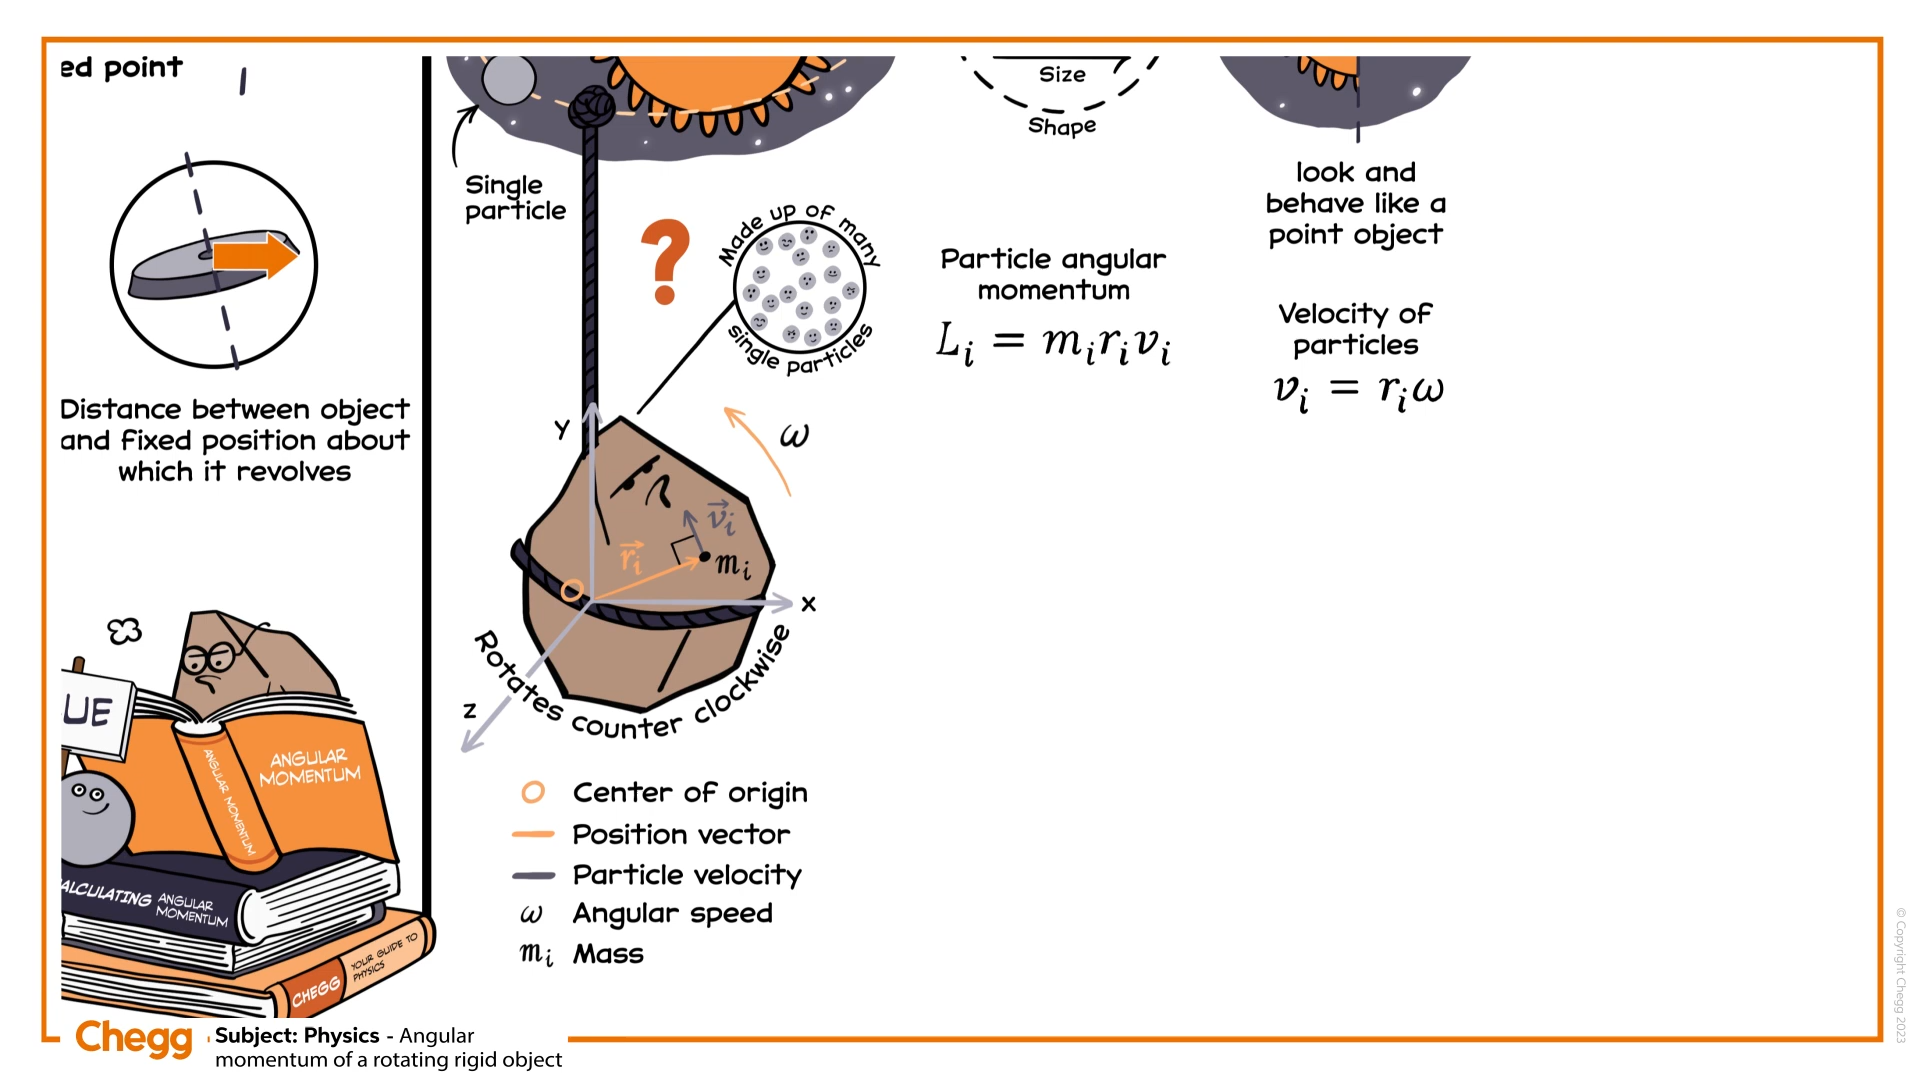 ed point
Distance between object
and fixed position about
which it revolves
UE
ANGULAR
MOMENTUM
ANGULAR MOMENTUM
ALCULATING ANGULAR
MOMENTUM
CHEGG
YOUR GUIDE TO
PHYSICS
Single
particle
?
Made up of many
single particles
Y
ω
v⃗ᵢ
r⃗ᵢ
mᵢ
X
Z
Rotates counter clockwise
Center of origin
Position vector
Particle velocity
ω Angular speed
mᵢ Mass
Size
Shape
Particle angular
momentum
Lᵢ = mᵢrᵢvᵢ
look and
behave like a
point object
Velocity of
particles
vᵢ = rᵢω
Chegg
Subject: Physics - Angular
momentum of a rotating rigid object
© Copyright Chegg 2023